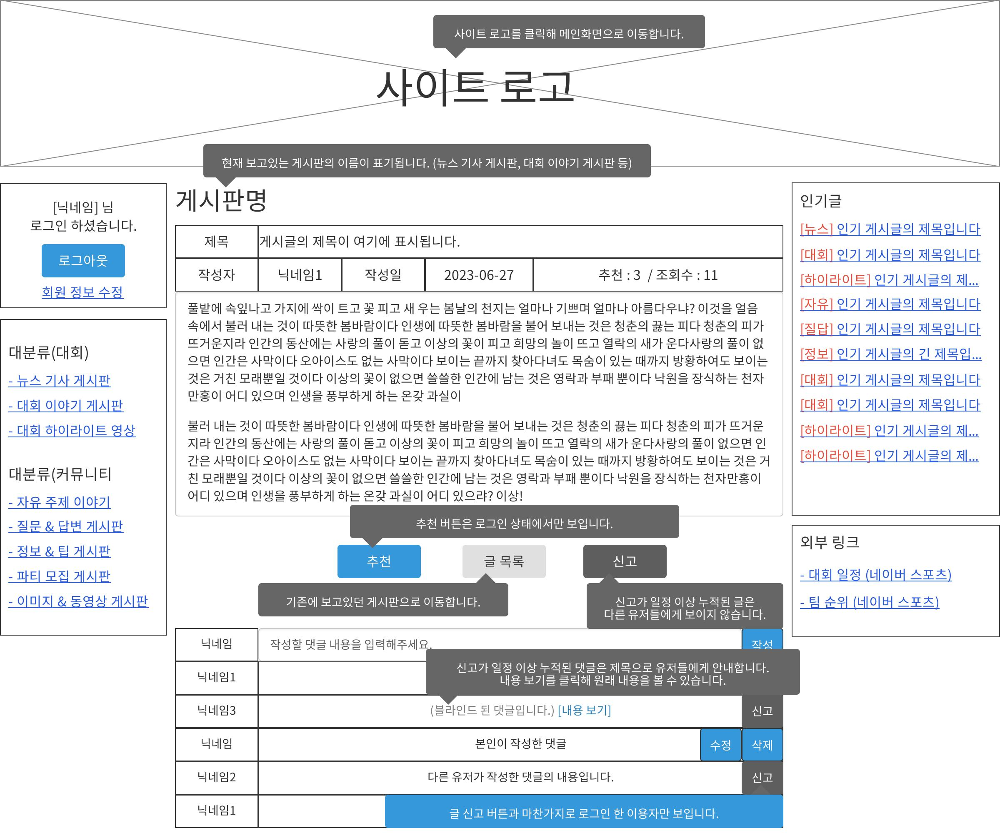 사이트 로고를 클릭해 메인화면으로 이동합니다.
사이트 로고
현재 보고있는 게시판의 이름이 표기됩니다. (뉴스 기사 게시판, 대회 이야기 게시판 등)
[닉네임] 님
로그인 하셨습니다.
로그아웃
회원 정보 수정
대분류(대회)
- 뉴스 기사 게시판
- 대회 이야기 게시판
- 대회 하이라이트 영상
대분류(커뮤니티
- 자유 주제 이야기
- 질문 & 답변 게시판
- 정보 & 팁 게시판
- 파티 모집 게시판
- 이미지 & 동영상 게시판
게시판명
제목 게시글의 제목이 여기에 표시됩니다.
작성자 닉네임1 작성일 2023-06-27 추천 : 3 / 조회수 : 11
풀밭에 속잎나고 가지에 싹이 트고 꽃 피고 새 우는 봄날의 천지는 얼마나 기쁘며 얼마나 아름다우냐? 이것을 얼음
속에서 불러 내는 것이 따뜻한 봄바람이다 인생에 따뜻한 봄바람을 불어 보내는 것은 청춘의 끓는 피다 청춘의 피가
뜨거운지라 인간의 동산에는 사랑의 풀이 돋고 이상의 꽃이 피고 희망의 놀이 뜨고 열락의 새가 운다사랑의 풀이 없
으면 인간은 사막이다 오아이스도 없는 사막이다 보이는 끝까지 찾아다녀도 목숨이 있는 때까지 방황하여도 보이는
것은 거친 모래뿐일 것이다 이상의 꽃이 없으면 쓸쓸한 인간에 남는 것은 영락과 부패 뿐이다 낙원을 장식하는 천자
만홍이 어디 있으며 인생을 풍부하게 하는 온갖 과실이
불러 내는 것이 따뜻한 봄바람이다 인생에 따뜻한 봄바람을 불어 보내는 것은 청춘의 끓는 피다 청춘의 피가 뜨거운
지라 인간의 동산에는 사랑의 풀이 돋고 이상의 꽃이 피고 희망의 놀이 뜨고 열락의 새가 운다사랑의 풀이 없으면 인
간은 사막이다 오아이스도 없는 사막이다 보이는 끝까지 찾아다녀도 목숨이 있는 때까지 방황하여도 보이는 것은 거
친 모래뿐일 것이다 이상의 꽃이 없으면 쓸쓸한 인간에 남는 것은 영락과 부패 뿐이다 낙원을 장식하는 천자만홍이
어디 있으며 인생을 풍부하게 하는 온갖 과실이 어디 있으랴? 이상!
추천 버튼은 로그인 상태에서만 보입니다.
추천 글 목록 신고
기존에 보고있던 게시판으로 이동합니다.
신고가 일정 이상 누적된 글은
다른 유저들에게 보이지 않습니다.
닉네임 작성할 댓글 내용을 입력해주세요. 작성
신고가 일정 이상 누적된 댓글은 제목으로 유저들에게 안내합니다.
내용 보기를 클릭해 원래 내용을 볼 수 있습니다.
닉네임1
닉네임3 (블라인드 된 댓글입니다.) [내용 보기] 신고
닉네임 본인이 작성한 댓글 수정 삭제
닉네임2 다른 유저가 작성한 댓글의 내용입니다. 신고
닉네임1
글 신고 버튼과 마찬가지로 로그인 한 이용자만 보입니다.
인기글
[뉴스] 인기 게시글의 제목입니다
[대회] 인기 게시글의 제목입니다
[하이라이트] 인기 게시글의 제...
[자유] 인기 게시글의 제목입니다
[질답] 인기 게시글의 제목입니다
[정보] 인기 게시글의 긴 제목입...
[대회] 인기 게시글의 제목입니다
[대회] 인기 게시글의 제목입니다
[하이라이트] 인기 게시글의 제...
[하이라이트] 인기 게시글의 제...
외부 링크
- 대회 일정 (네이버 스포츠)
- 팀 순위 (네이버 스포츠)